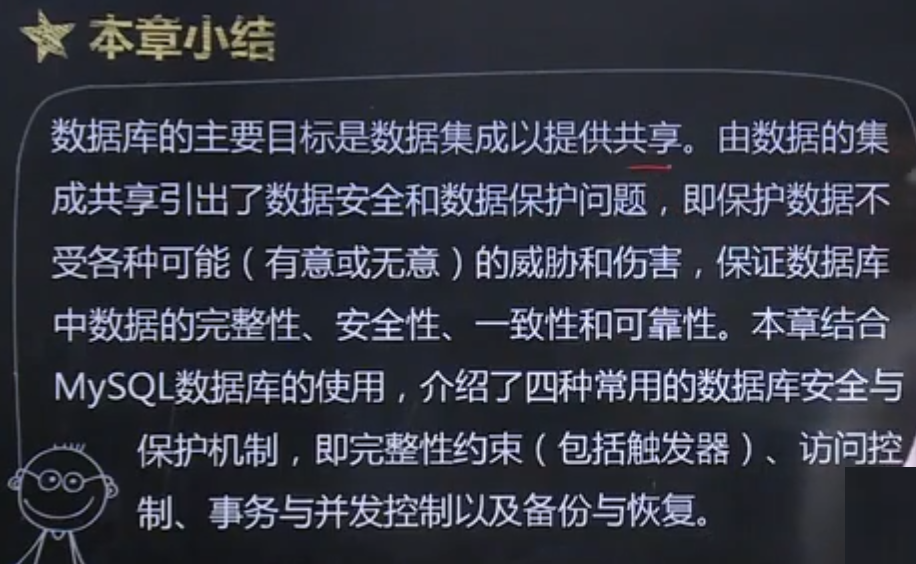 本章小结
数据库的主要目标是数据集成以提供共享。由数据的集
成共享引出了数据安全和数据保护问题，即保护数据不
受各种可能（有意或无意）的威胁和伤害，保证数据库
中数据的完整性、安全性、一致性和可靠性。本章结合
MySQL数据库的使用，介绍了四种常用的数据库安全与
保护机制，即完整性约束（包括触发器）、访问控
制、事务与并发控制以及备份与恢复。